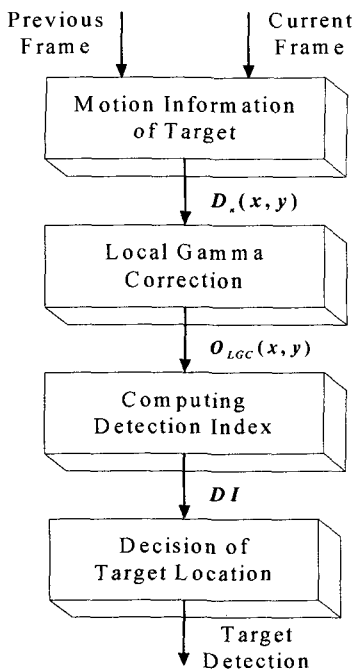 Previous
Frame
Current
Frame
Motion Information
of Target
Dₙ(x, y)
Local Gamma
Correction
O_LGC(x, y)
Computing
Detection Index
DI
Decision of
Target Location
Target
Detection